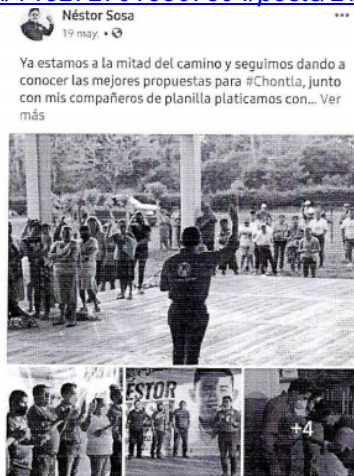 Néstor Sosa
19 may. •
Ya estamos a la mitad del camino y seguimos dando a
conocer las mejores propuestas para #Chontla, junto
con mis compañeros de planilla platicamos con... Ver
más
ÉSTOR
+4